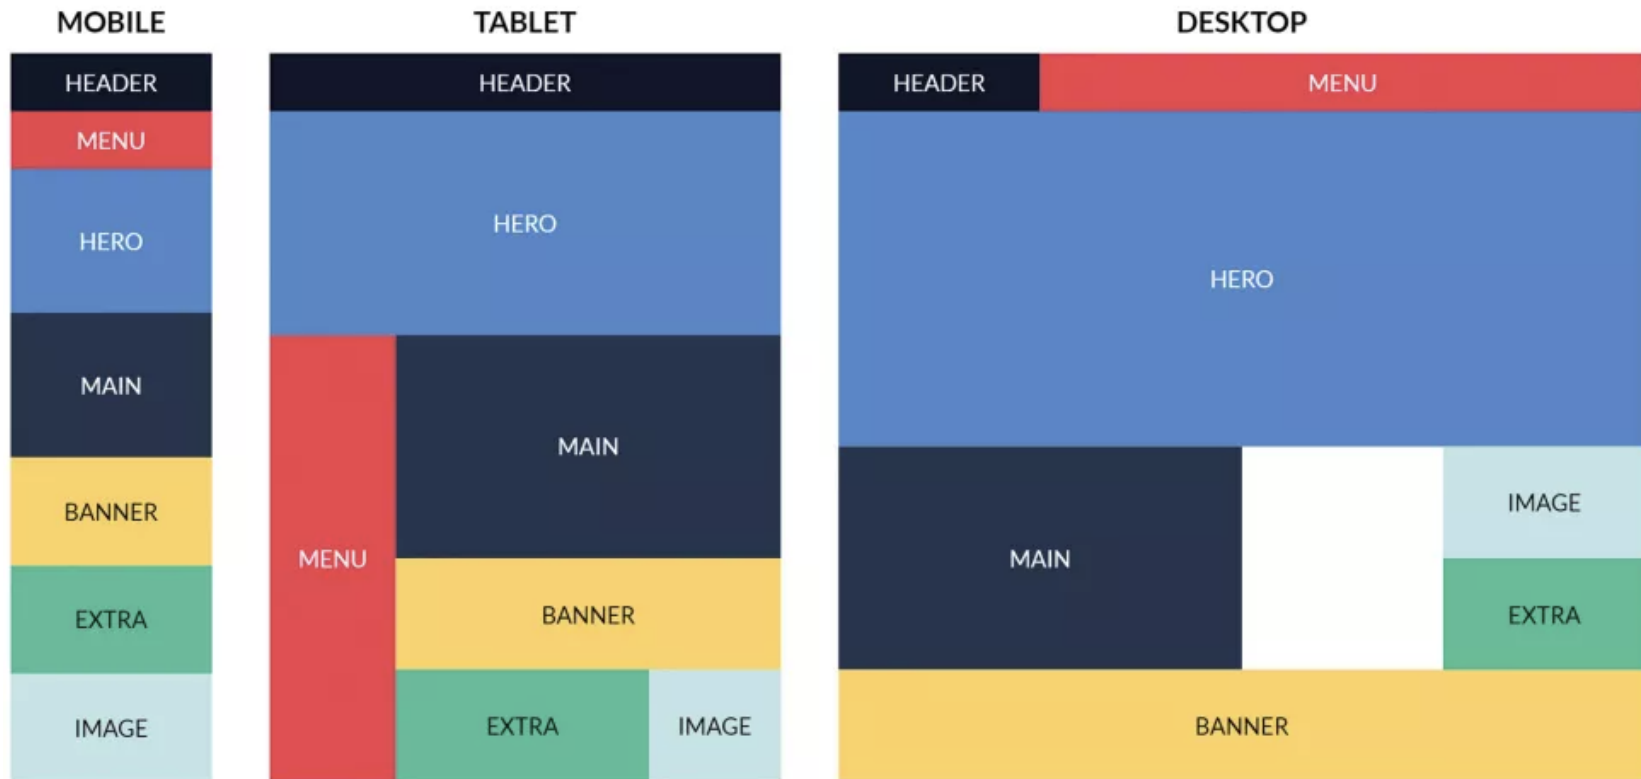 MOBILE
HEADER
MENU
HERO
MAIN
BANNER
EXTRA
IMAGE
TABLET
HEADER
HERO
MENU
MAIN
BANNER
EXTRA
IMAGE
DESKTOP
HEADER
MENU
HERO
MAIN
IMAGE
EXTRA
BANNER